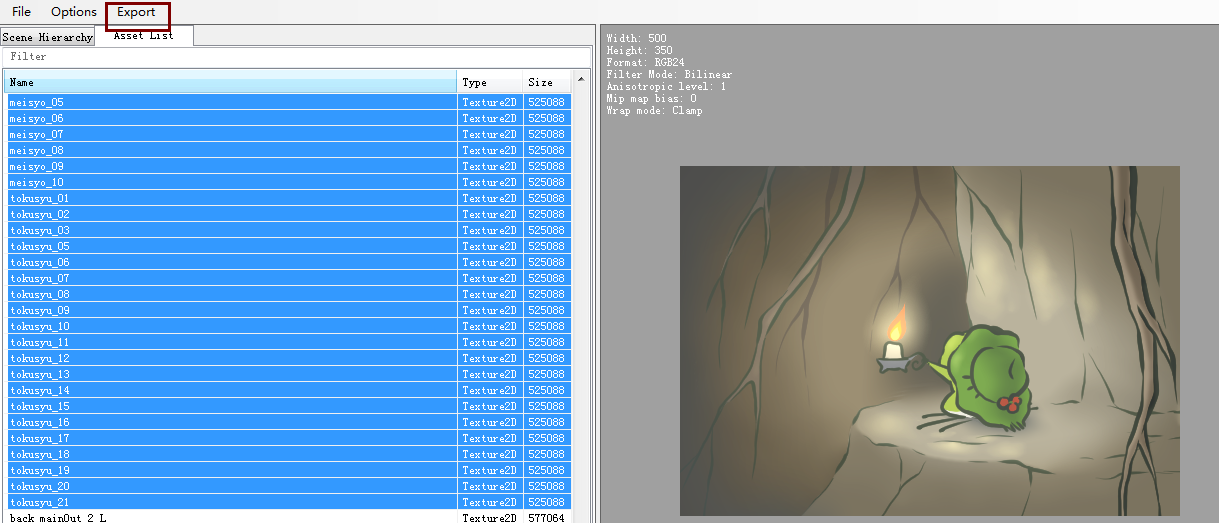 File Options Export
Scene Hierarchy Asset List
Filter
Name Type Size
meisyo_05 Texture2D 525088
meisyo_06 Texture2D 525088
meisyo_07 Texture2D 525088
meisyo_08 Texture2D 525088
meisyo_09 Texture2D 525088
meisyo_10 Texture2D 525088
tokusyu_01 Texture2D 525088
tokusyu_02 Texture2D 525088
tokusyu_03 Texture2D 525088
tokusyu_05 Texture2D 525088
tokusyu_06 Texture2D 525088
tokusyu_07 Texture2D 525088
tokusyu_08 Texture2D 525088
tokusyu_09 Texture2D 525088
tokusyu_10 Texture2D 525088
tokusyu_11 Texture2D 525088
tokusyu_12 Texture2D 525088
tokusyu_13 Texture2D 525088
tokusyu_14 Texture2D 525088
tokusyu_15 Texture2D 525088
tokusyu_16 Texture2D 525088
tokusyu_17 Texture2D 525088
tokusyu_18 Texture2D 525088
tokusyu_19 Texture2D 525088
tokusyu_20 Texture2D 525088
tokusyu_21 Texture2D 525088
back_mainOut_2_L Texture2D 577064
Width: 500
Height: 350
Format: RGB24
Filter Mode: Bilinear
Anisotropic level: 1
Mip map bias: 0
Wrap mode: Clamp